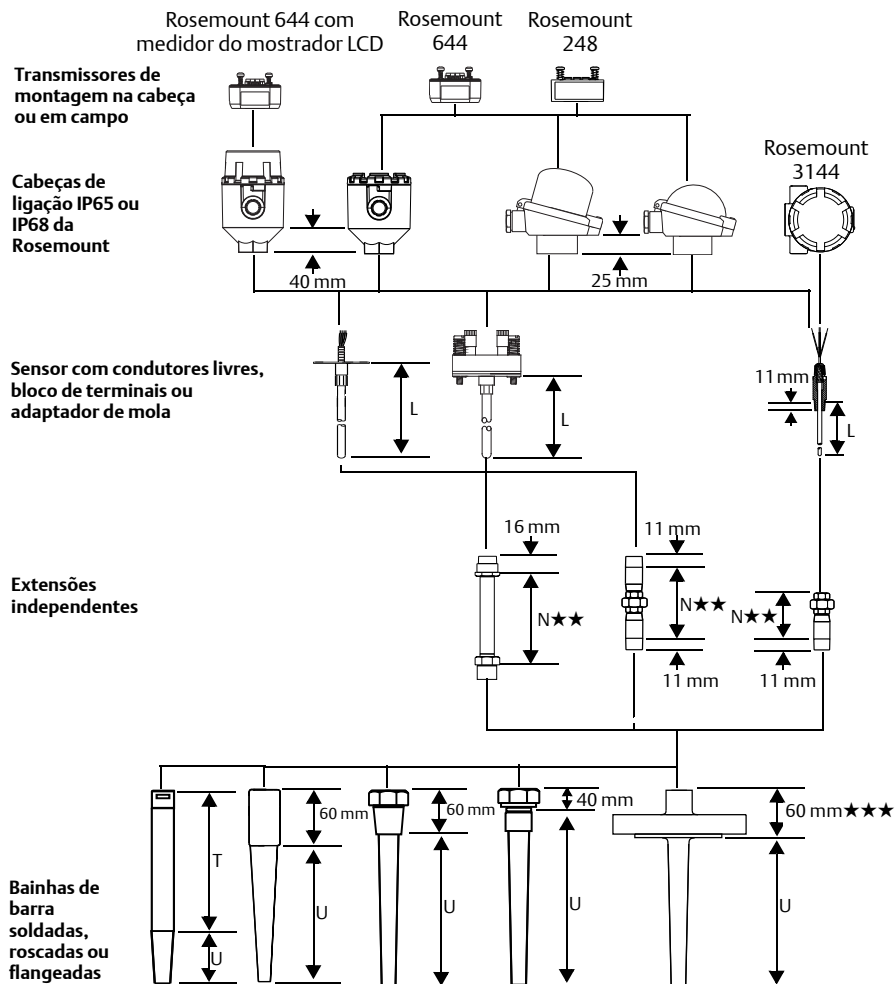 Rosemount 644 com
medidor do mostrador LCD
Rosemount
644
Rosemount
248
Transmissores de
montagem na cabeça
ou em campo
Rosemount
3144
Cabeças de
ligação IP65 ou
IP68 da
Rosemount
40 mm
25 mm
Sensor com condutores livres,
bloco de terminais ou
adaptador de mola
L
L
11 mm
L
16 mm
11 mm
Extensões
independentes
N★★
N★★
N★★
11 mm
11 mm
60 mm
60 mm
40 mm
60 mm★★★
T
U
U
U
U
U
Bainhas de
barra
soldadas,
roscadas ou
flangeadas